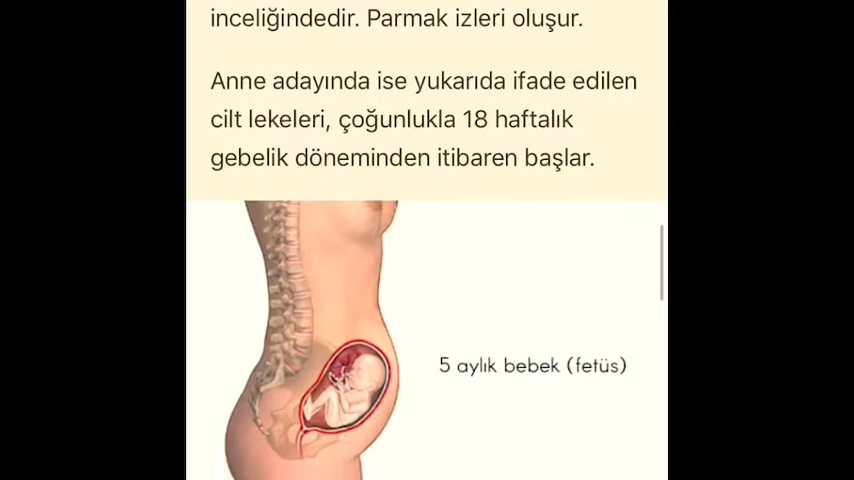 inceliğindedir. Parmak izleri oluşur.
Anne adayında ise yukarıda ifade edilen
cilt lekeleri, çoğunlukla 18 haftalık
gebelik döneminden itibaren başlar.
5 aylık bebek (fetüs)